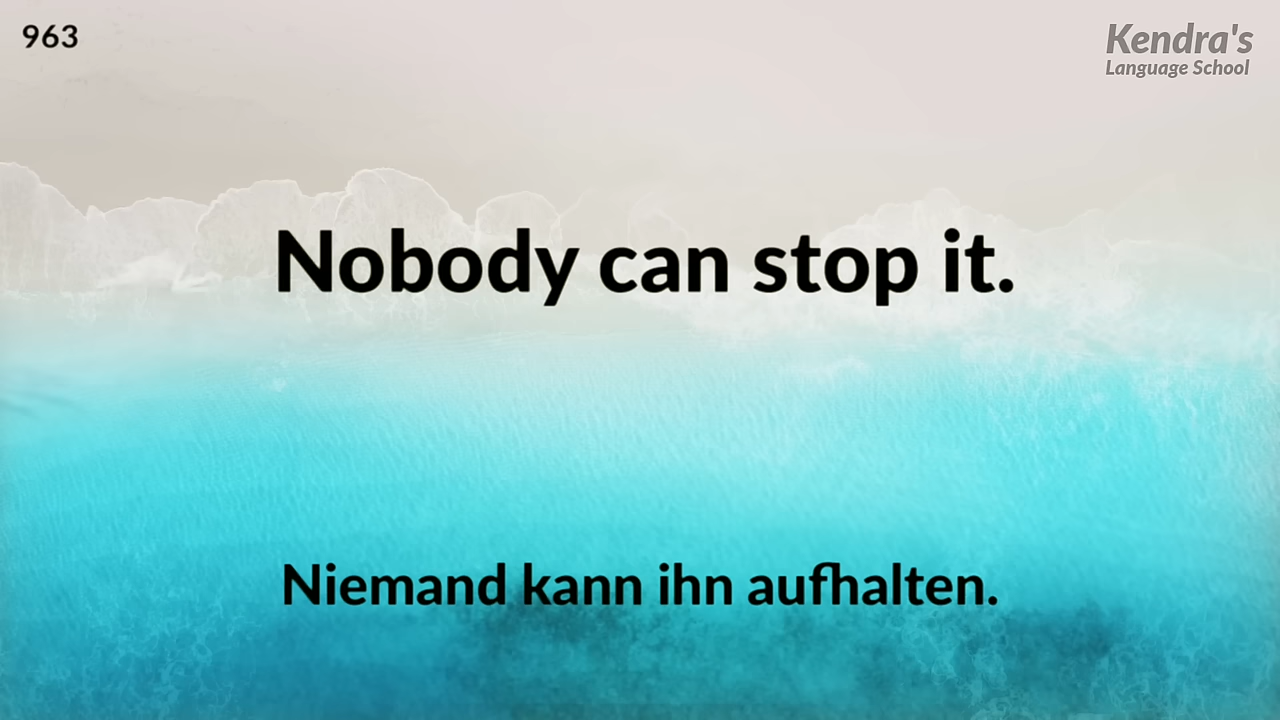 963
Kendra's
Language School
Nobody can stop it.
Niemand kann ihn aufhalten.